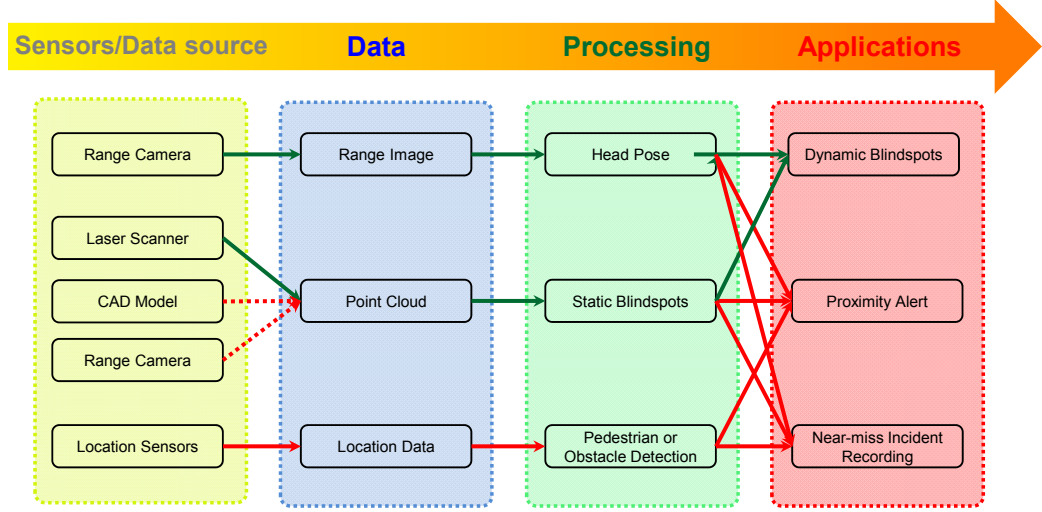 Sensors/Data source
Data
Processing
Applications
Range Camera
Range Image
Head Pose
Dynamic Blindspots
Laser Scanner
CAD Model
Point Cloud
Static Blindspots
Proximity Alert
Range Camera
Location Sensors
Location Data
Pedestrian or
Obstacle Detection
Near-miss Incident
Recording